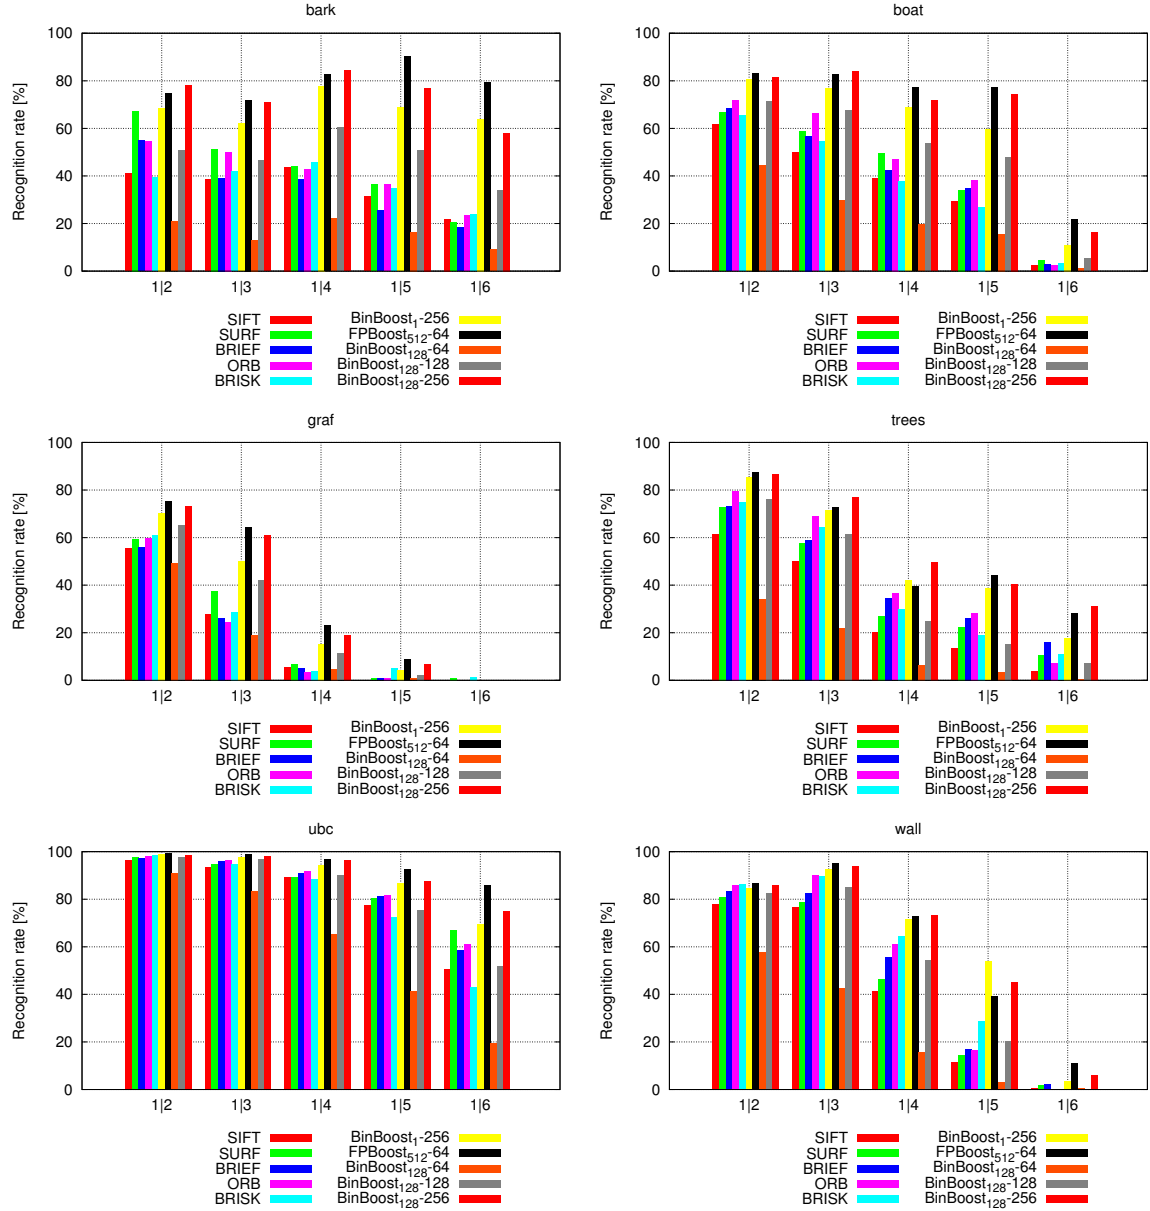 bark
Recognition rate [%]
100
80
60
40
20
0
1|2 1|3 1|4 1|5 1|6
SIFT BinBoost1-256
SURF FPBoost512-64
BRIEF BinBoost128-64
ORB BinBoost128-128
BRISK BinBoost128-256
boat
Recognition rate [%]
100
80
60
40
20
0
1|2 1|3 1|4 1|5 1|6
SIFT BinBoost1-256
SURF FPBoost512-64
BRIEF BinBoost128-64
ORB BinBoost128-128
BRISK BinBoost128-256
graf
Recognition rate [%]
100
80
60
40
20
0
1|2 1|3 1|4 1|5 1|6
SIFT BinBoost1-256
SURF FPBoost512-64
BRIEF BinBoost128-64
ORB BinBoost128-128
BRISK BinBoost128-256
trees
Recognition rate [%]
100
80
60
40
20
0
1|2 1|3 1|4 1|5 1|6
SIFT BinBoost1-256
SURF FPBoost512-64
BRIEF BinBoost128-64
ORB BinBoost128-128
BRISK BinBoost128-256
ubc
Recognition rate [%]
100
80
60
40
20
0
1|2 1|3 1|4 1|5 1|6
SIFT BinBoost1-256
SURF FPBoost512-64
BRIEF BinBoost128-64
ORB BinBoost128-128
BRISK BinBoost128-256
wall
Recognition rate [%]
100
80
60
40
20
0
1|2 1|3 1|4 1|5 1|6
SIFT BinBoost1-256
SURF FPBoost512-64
BRIEF BinBoost128-64
ORB BinBoost128-128
BRISK BinBoost128-256